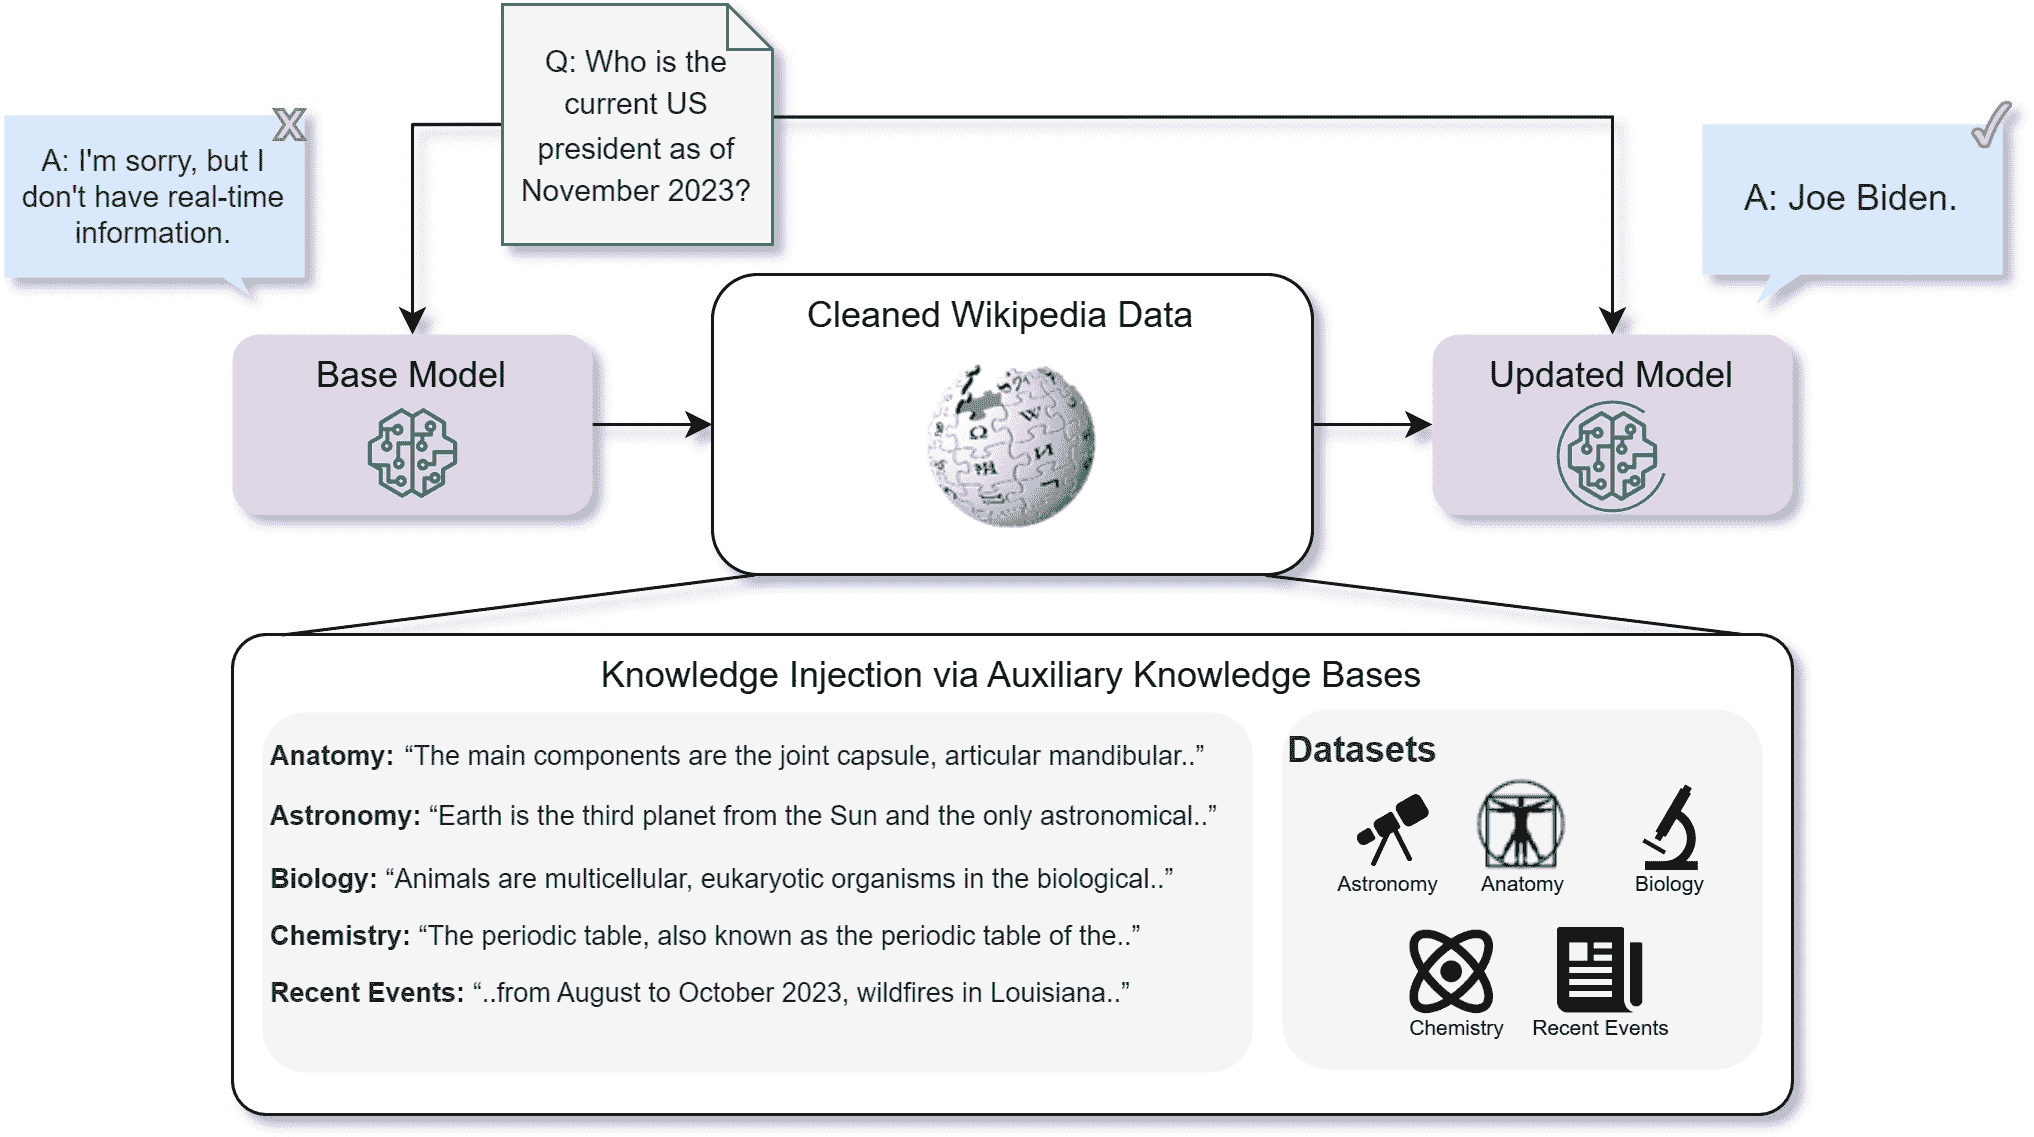 Q: Who is the
current US
president as of
November 2023?
X
A: I'm sorry, but I
don't have real-time
information.
A: Joe Biden.
Base Model
Cleaned Wikipedia Data
Ω
W
И
Updated Model
Knowledge Injection via Auxiliary Knowledge Bases
Anatomy: “The main components are the joint capsule, articular mandibular..”
Astronomy: “Earth is the third planet from the Sun and the only astronomical..”
Biology: “Animals are multicellular, eukaryotic organisms in the biological..”
Chemistry: “The periodic table, also known as the periodic table of the..”
Recent Events: “..from August to October 2023, wildfires in Louisiana..”
Datasets
Astronomy
Anatomy
Biology
Chemistry
Recent Events